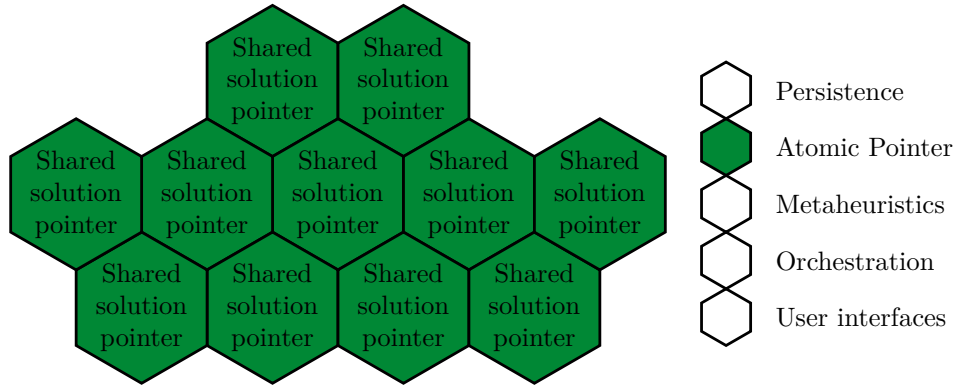 Shared
solution
pointer
Shared
solution
pointer
Shared
solution
pointer
Shared
solution
pointer
Shared
solution
pointer
Shared
solution
pointer
Shared
solution
pointer
Shared
solution
pointer
Shared
solution
pointer
Shared
solution
pointer
Shared
solution
pointer
Persistence
Atomic Pointer
Metaheuristics
Orchestration
User interfaces